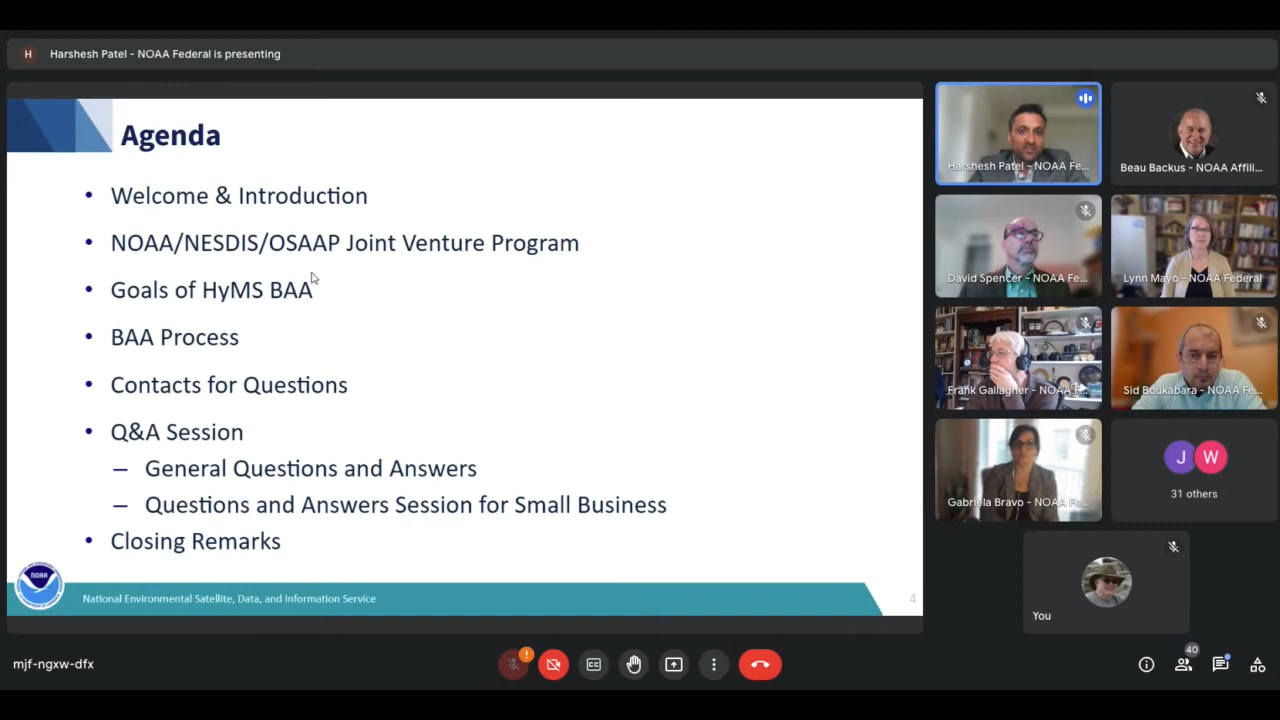 H
Harshesh Patel - NOAA Federal is presenting
Agenda
• Welcome & Introduction
• NOAA/NESDIS/OSAAP Joint Venture Program
• Goals of HyMS BAA
• BAA Process
• Contacts for Questions
• Q&A Session
– General Questions and Answers
– Questions and Answers Session for Small Business
• Closing Remarks
NOAA
National Environmental Satellite, Data, and Information Service
4
Harshesh Patel - NOAA Fe...
Beau Backus - NOAA Affili...
David Spencer - NOAA Fe...
Lynn Mayo - NOAA Federal
Frank Gallagher - NOAA F...
Sid Boukabara - NOAA Fe...
Gabriela Bravo - NOAA Fe...
J W
31 others
You
mjf-ngxw-dfx
CC
40